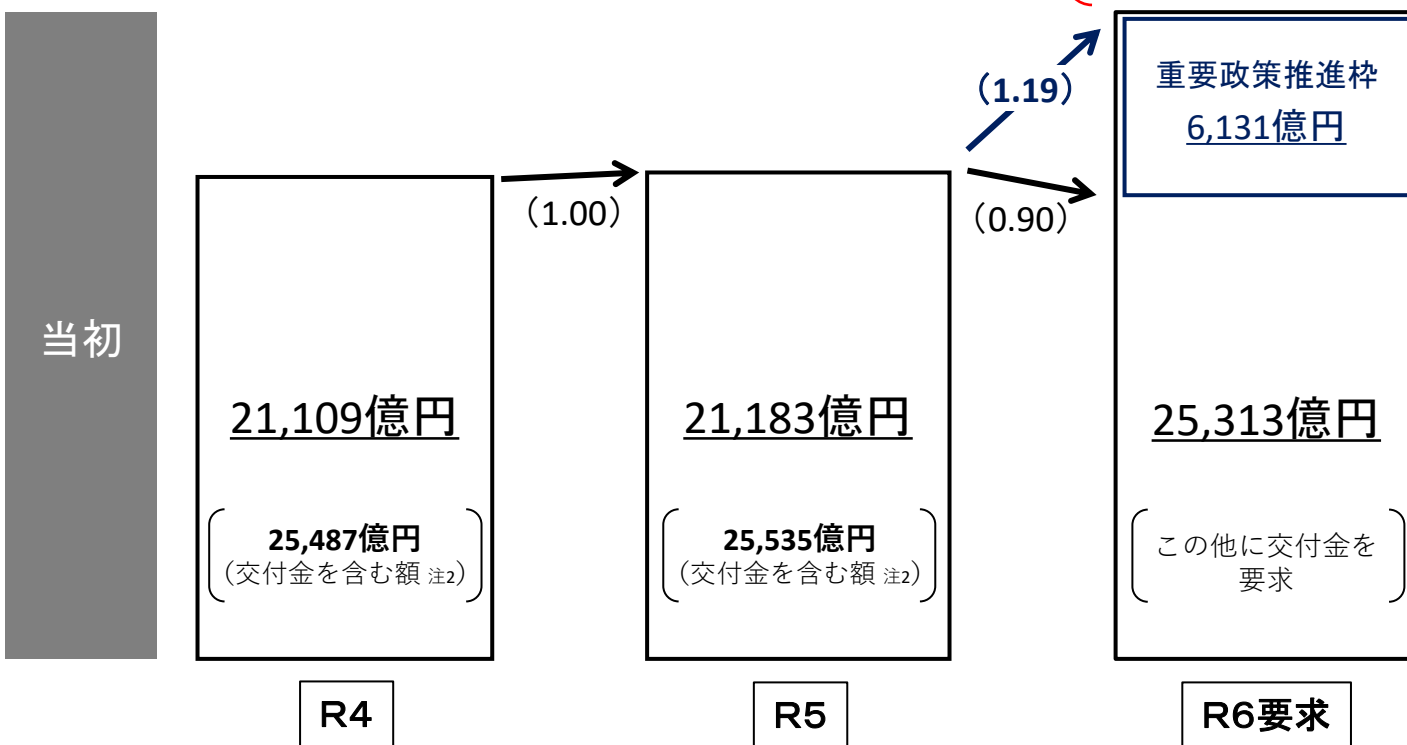 当初
21,109億円
25,487億円
（交付金を含む額 注2）
R4
（1.00）
21,183億円
25,535億円
（交付金を含む額 注2）
R5
（1.19）
（0.90）
重要政策推進枠
6,131億円
25,313億円
この他に交付金を
要求
R6要求